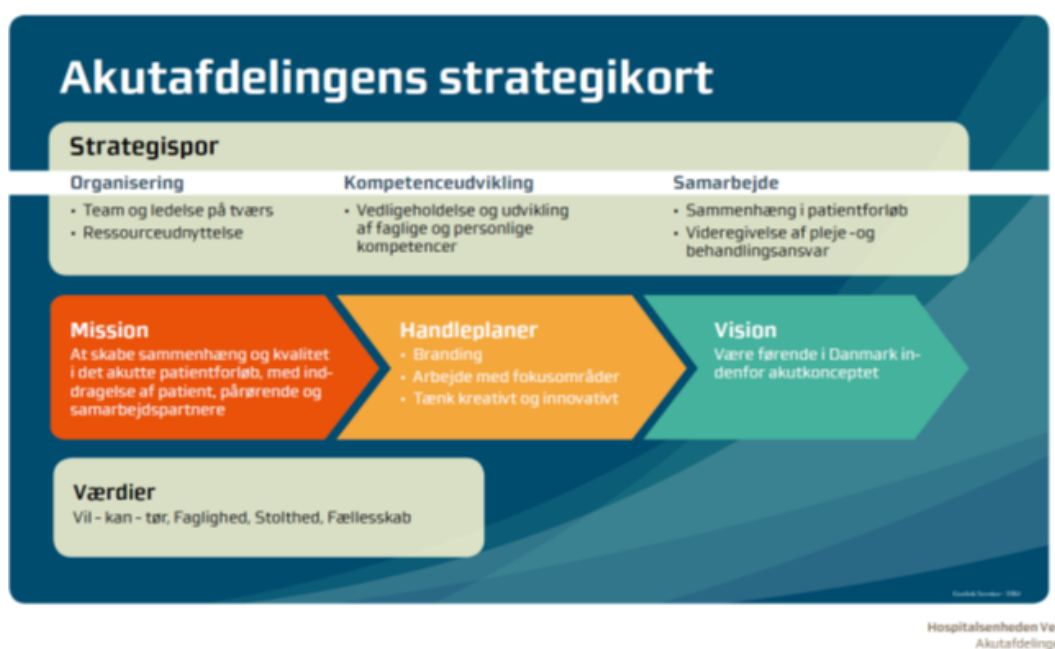 Akutafdelingens strategikort
Strategispor
Organisering
• Team og ledelse på tværs
• Ressourceudnyttelse
Kompetenceudvikling
• Vedligeholdelse og udvikling
af faglige og personlige
kompetencer
Samarbejde
• Sammenhæng i patientforløb
• Videregivelse af pleje -og
behandlingsansvar
Mission
At skabe sammenhæng og kvalitet
i det akutte patientforløb, med ind-
dragelse af patient, pårørende og
samarbejdspartnere
Handleplaner
• Branding
• Arbejde med fokusområder
• Tænk kreativt og innovativt
Vision
Være førende i Danmark in-
denfor akutkonceptet
Værdier
Vil - kan - tør, Faglighed, Stolthed, Fællesskab
Hospitalsenheden Ve
Akutafdelinge